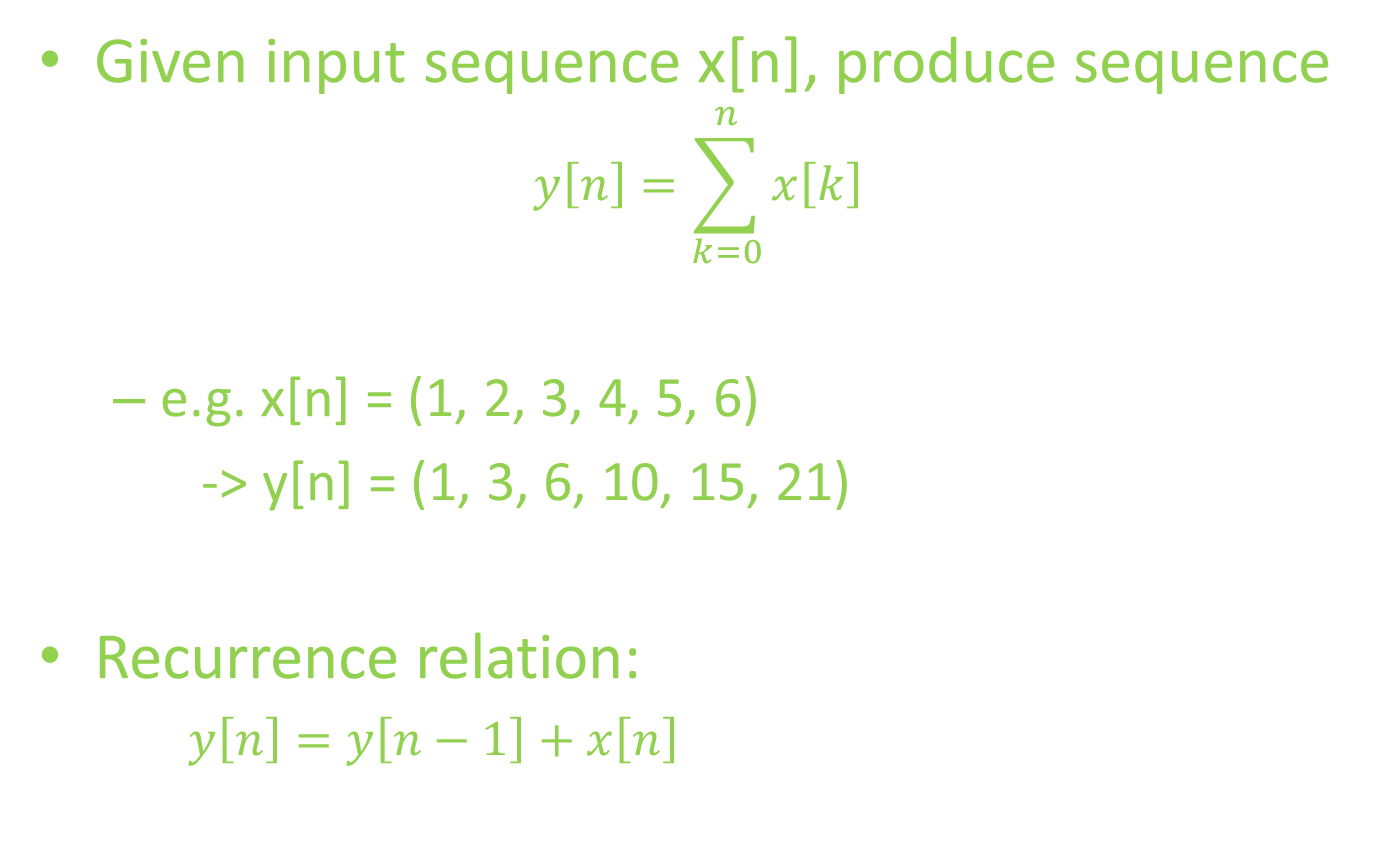 • Given input sequence x[n], produce sequence
y[n] = ∑_{k=0}^{n} x[k]
– e.g. x[n] = (1, 2, 3, 4, 5, 6)
-> y[n] = (1, 3, 6, 10, 15, 21)
• Recurrence relation:
y[n] = y[n − 1] + x[n]